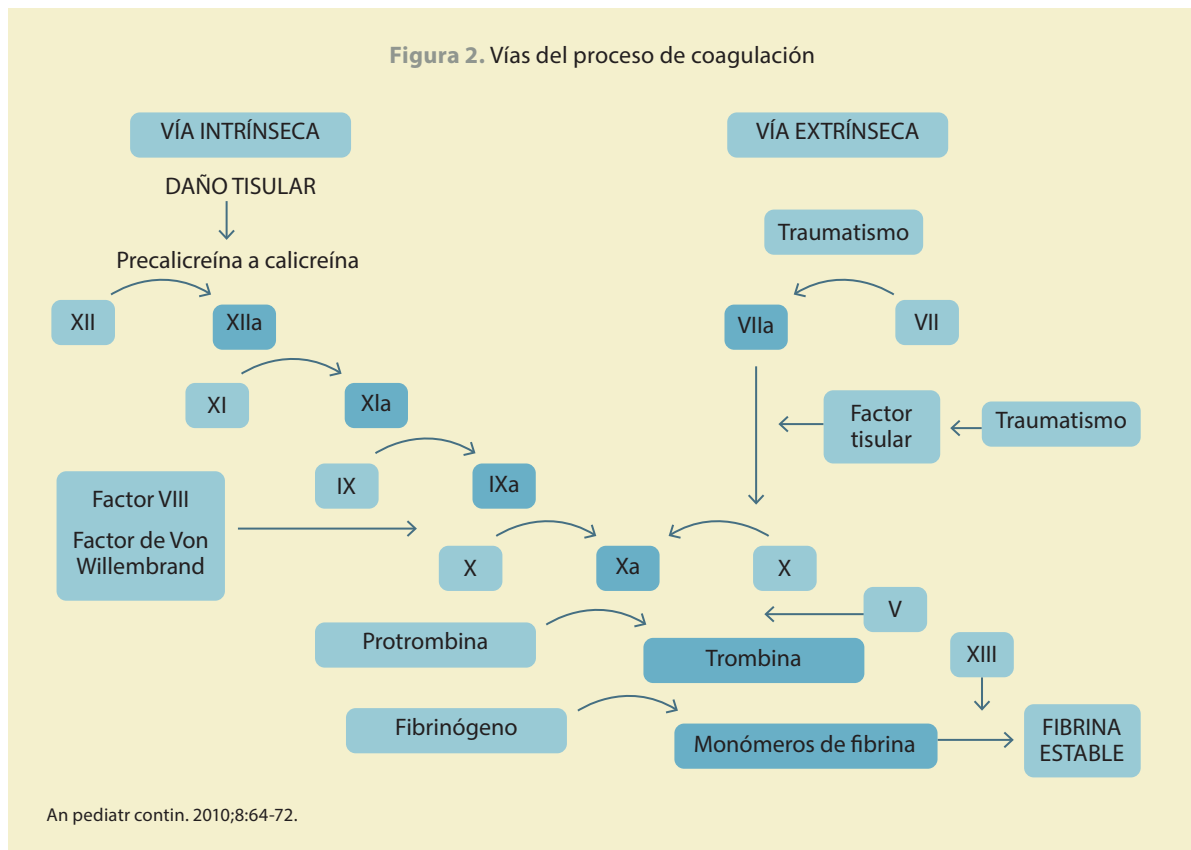 Figura 2. Vías del proceso de coagulación
VÍA INTRÍNSECA
VÍA EXTRÍNSECA
DAÑO TISULAR
Traumatismo
Precalicreína a calicreína
XII
XIIa
VIIa
VII
XI
XIa
Factor
tisular
Traumatismo
IX
IXa
Factor VIII
Factor de Von
Willembrand
X
Xa
X
V
Protrombina
Trombina
XIII
Fibrinógeno
Monómeros de fibrina
FIBRINA
ESTABLE
An pediatr contin. 2010;8:64-72.